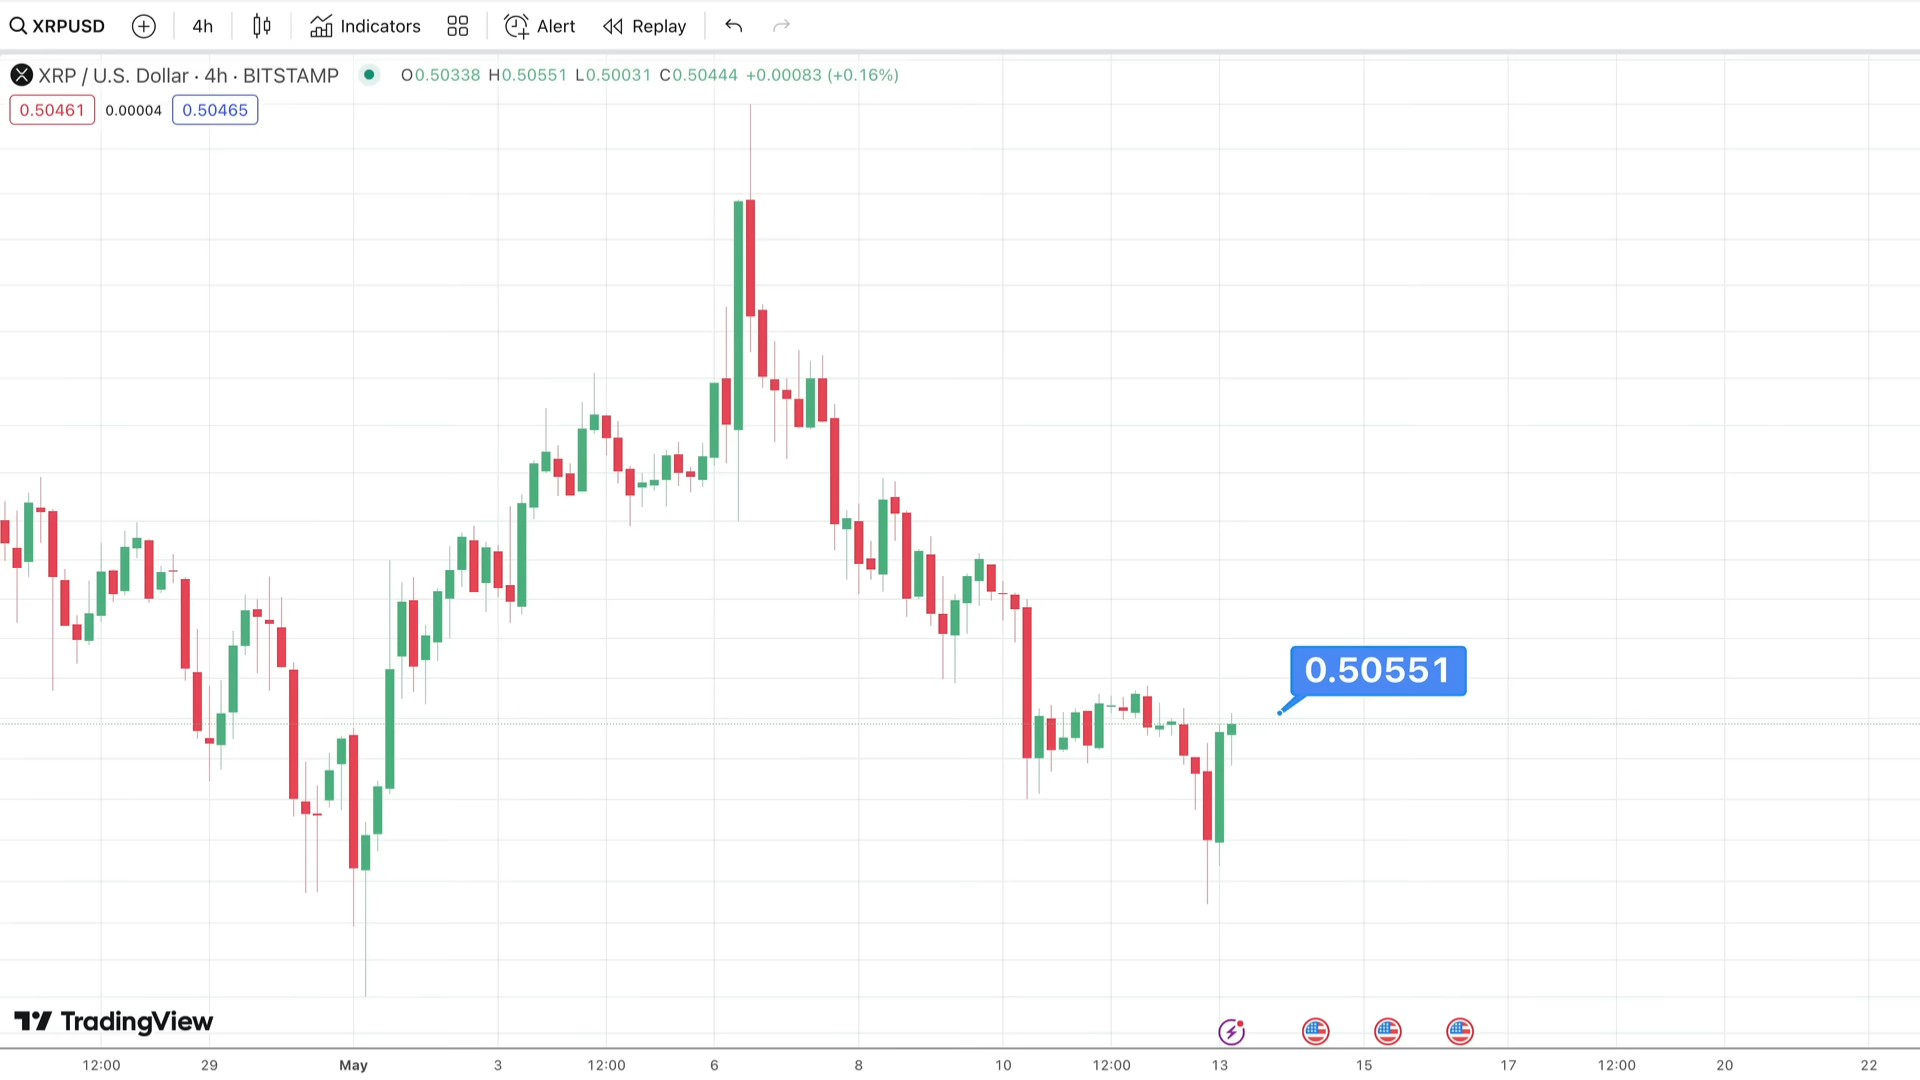 XRPUSD 4h Indicators Alert Replay
XRP / U.S. Dollar · 4h · BITSTAMP O0.50338 H0.50551 L0.50031 C0.50444 +0.00083 (+0.16%)
0.50461 0.00004 0.50465
0.50551
TradingView
12:00 29 May 3 12:00 6 8 10 12:00 13 15 17 12:00 20 22